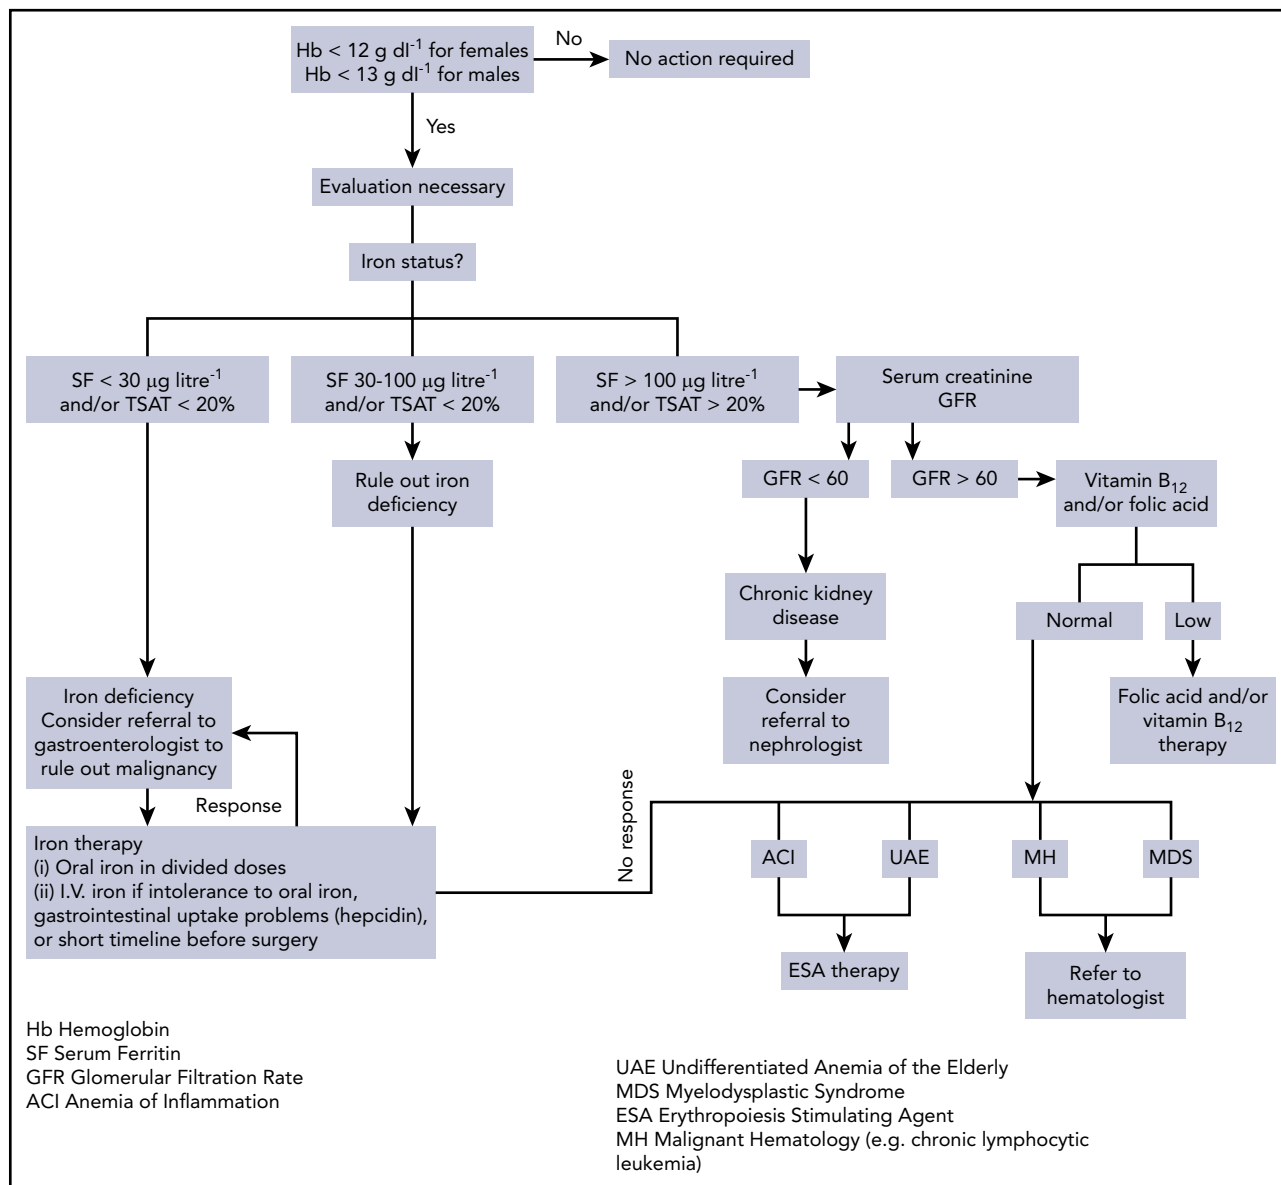 Hb < 12 g dl⁻¹ for females
Hb < 13 g dl⁻¹ for males
No
No action required
Yes
Evaluation necessary
Iron status?
SF < 30 µg litre⁻¹
and/or TSAT < 20%
SF 30-100 µg litre⁻¹
and/or TSAT < 20%
SF > 100 µg litre⁻¹
and/or TSAT > 20%
Serum creatinine
GFR
Rule out iron
deficiency
GFR < 60
GFR > 60
Vitamin B₁₂
and/or folic acid
Chronic kidney
disease
Normal
Low
Iron deficiency
Consider referral to
gastroenterologist to
rule out malignancy
Consider
referral to
nephrologist
Folic acid and/or
vitamin B₁₂
therapy
Response
No response
Iron therapy
(i) Oral iron in divided doses
(ii) I.V. iron if intolerance to oral iron,
gastrointestinal uptake problems (hepcidin),
or short timeline before surgery
ACI
UAE
MH
MDS
ESA therapy
Refer to
hematologist
Hb Hemoglobin
SF Serum Ferritin
GFR Glomerular Filtration Rate
ACI Anemia of Inflammation
UAE Undifferentiated Anemia of the Elderly
MDS Myelodysplastic Syndrome
ESA Erythropoiesis Stimulating Agent
MH Malignant Hematology (e.g. chronic lymphocytic
leukemia)